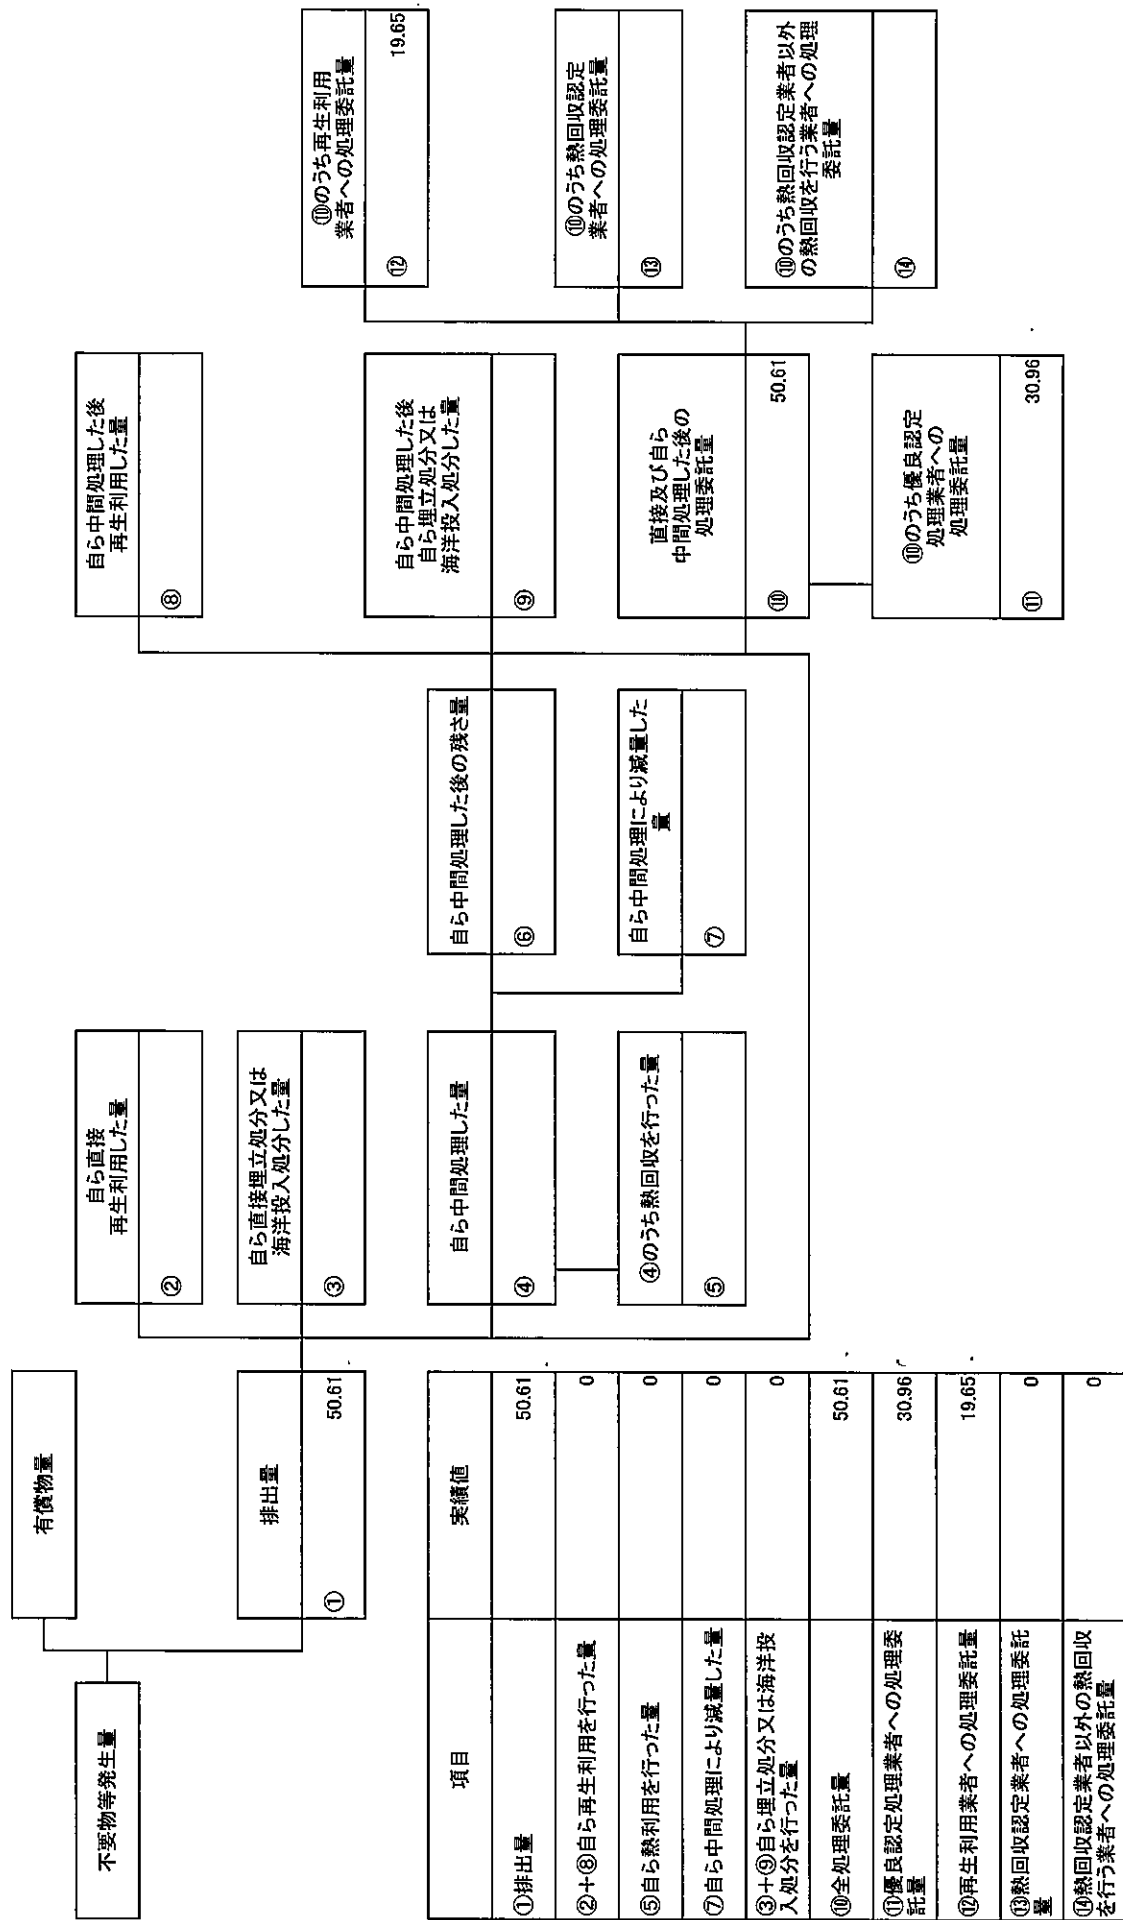 不要物等発生量
有償物量
排出量
①
50.61
自ら直接
再生利用した量
②
自ら直接埋立処分又は
海洋投入処分した量
③
自ら中間処理した量
④
④のうち熱回収を行った量
⑤
自ら中間処理した後の残さ量
⑥
自ら中間処理により減量した
量
⑦
自ら中間処理した後
再生利用した量
⑧
自ら中間処理した後
自ら埋立処分又は
海洋投入処分した量
⑨
直接及び自ら
中間処理した後の
処理委託量
⑩
50.61
⑩のうち優良認定
処理業者への
処理委託量
⑪
30.96
⑩のうち再生利用
業者への処理委託量
⑫
19.65
⑩のうち熱回収認定
業者への処理委託量
⑬
⑩のうち熱回収認定業者以外
の熱回収を行う業者への処理
委託量
⑭
項目
実績値
①排出量
50.61
②+⑧自ら再生利用を行った量
0
⑤自ら熱利用を行った量
0
⑦自ら中間処理により減量した量
0
③+⑨自ら埋立処分又は海洋投
入処分を行った量
0
⑩全処理委託量
50.61
⑪優良認定処理業者への処理委
託量
30.96
⑫再生利用業者への処理委託量
19.65
⑬熱回収認定業者への処理委託
量
0
⑭熱回収認定業者以外の熱回収
を行う業者への処理委託量
0